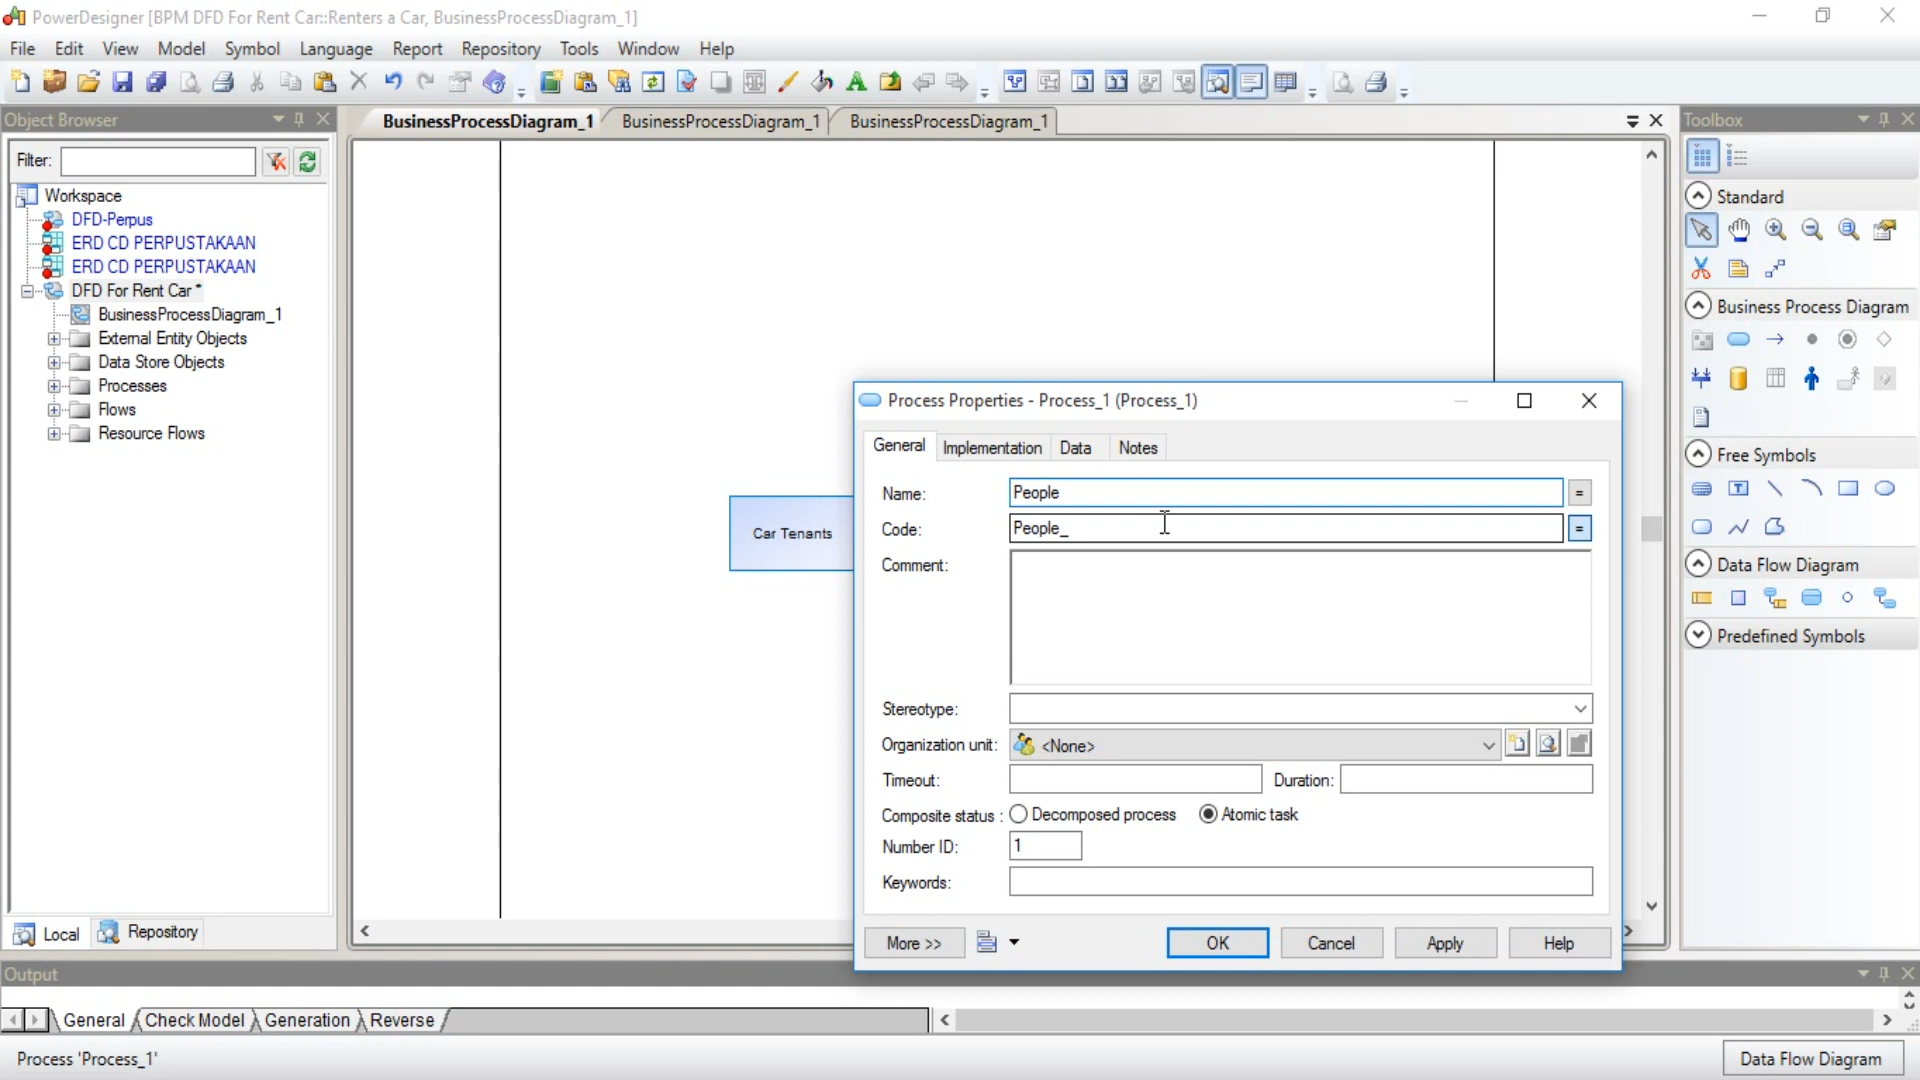 PowerDesigner [BPM DFD For Rent Car::Renters a Car, BusinessProcessDiagram_1]
File Edit View Model Symbol Language Report Repository Tools Window Help
Object Browser
BusinessProcessDiagram_1 BusinessProcessDiagram_1 BusinessProcessDiagram_1
Toolbox
Filter:
Workspace
DFD-Perpus
ERD CD PERPUSTAKAAN
ERD CD PERPUSTAKAAN
DFD For Rent Car *
BusinessProcessDiagram_1
External Entity Objects
Data Store Objects
Processes
Flows
Resource Flows
Local Repository
Car Tenants
Process Properties - Process_1 (Process_1)
General Implementation Data Notes
Name: People =
Code: People_ =
Comment:
Stereotype:
Organization unit: <None>
Timeout: Duration:
Composite status : Decomposed process Atomic task
Number ID: 1
Keywords:
More >> OK Cancel Apply Help
Standard
Business Process Diagram
Free Symbols
Data Flow Diagram
Predefined Symbols
Output
General Check Model Generation Reverse
Process 'Process_1'
Data Flow Diagram